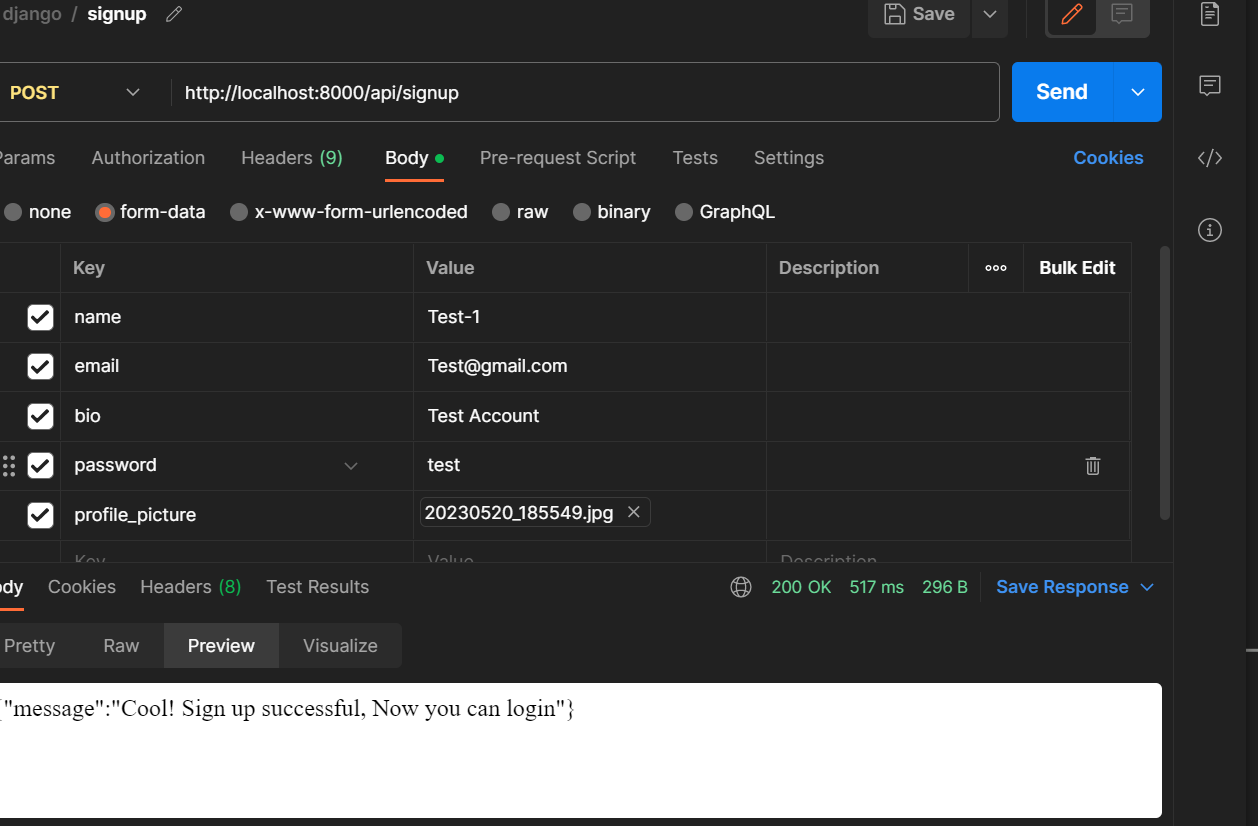 django / signup
Save
POST
http://localhost:8000/api/signup
Send
Params Authorization Headers (9) Body Pre-request Script Tests Settings Cookies
none form-data x-www-form-urlencoded raw binary GraphQL
Key Value Description Bulk Edit
name Test-1
email Test@gmail.com
bio Test Account
password test
profile_picture 20230520_185549.jpg
Key Value Description
ody Cookies Headers (8) Test Results 200 OK 517 ms 296 B Save Response
Pretty Raw Preview Visualize
{"message":"Cool! Sign up successful, Now you can login"}